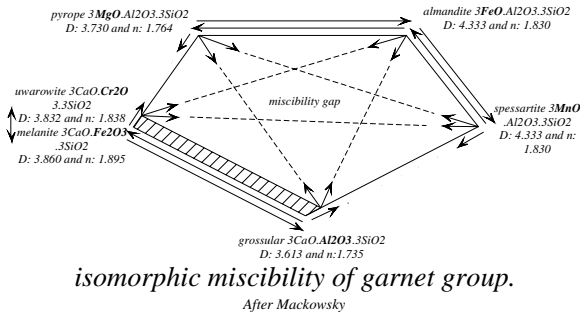 pyrope 3MgO.Al2O3.3SiO2
D: 3.730 and n: 1.764
almandite 3FeO.Al2O3.3SiO2
D: 4.333 and n: 1.830
uwarowite 3CaO.Cr2O
.3.3SiO2
D: 3.832 and n: 1.838
melanite 3CaO.Fe2O3
.3SiO2
D: 3.860 and n: 1.895
miscibility gap
spessartite 3MnO
.Al2O3.3SiO2
D: 4.333 and n:
1.830
grossular 3CaO.Al2O3.3SiO2
D: 3.613 and n:1.735
isomorphic miscibility of garnet group.
After Mackowsky